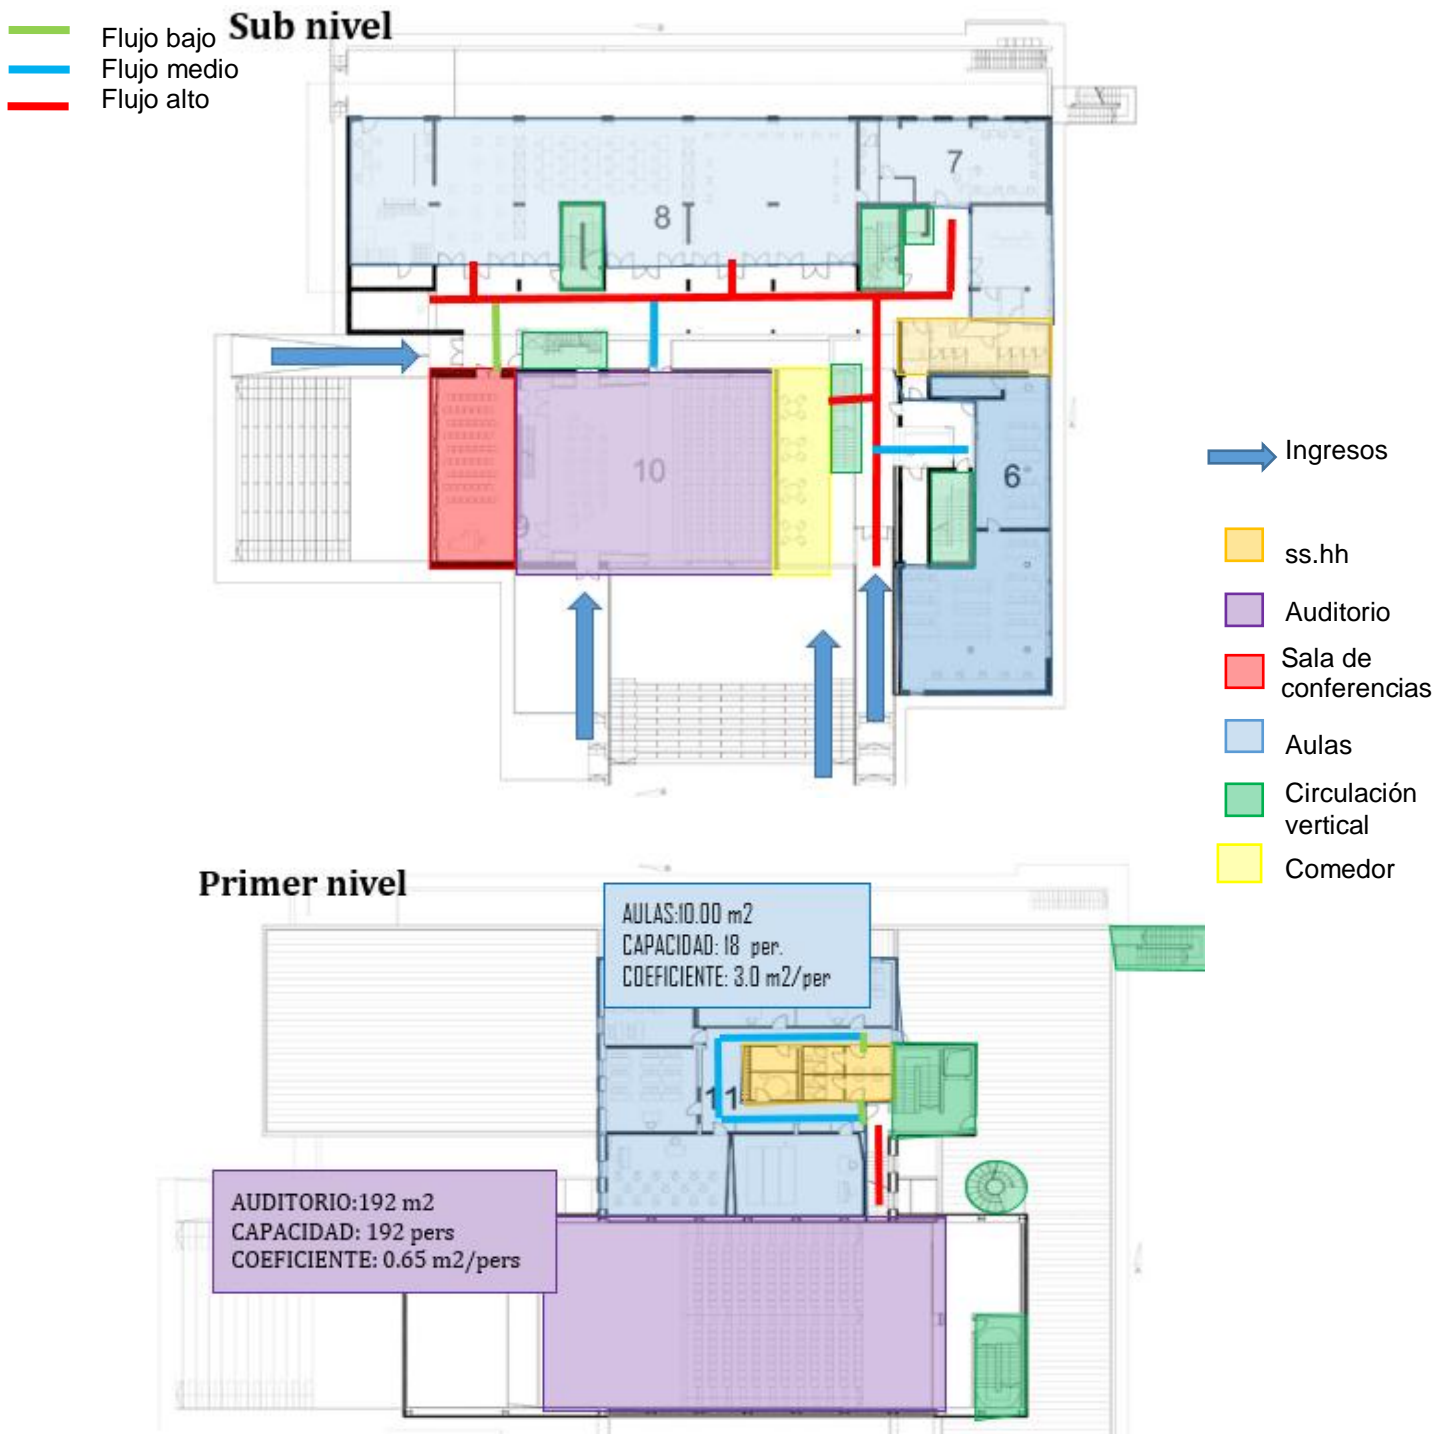 Sub nivel
Flujo bajo
Flujo medio
Flujo alto
7
8
10
9
6
Ingresos
ss.hh
Auditorio
Sala de
conferencias
Aulas
Circulación
vertical
Comedor
Primer nivel
AULAS:10.00 m2
CAPACIDAD: 18 per.
COEFICIENTE: 3.0 m2/per
11
AUDITORIO:192 m2
CAPACIDAD: 192 pers
COEFICIENTE: 0.65 m2/pers